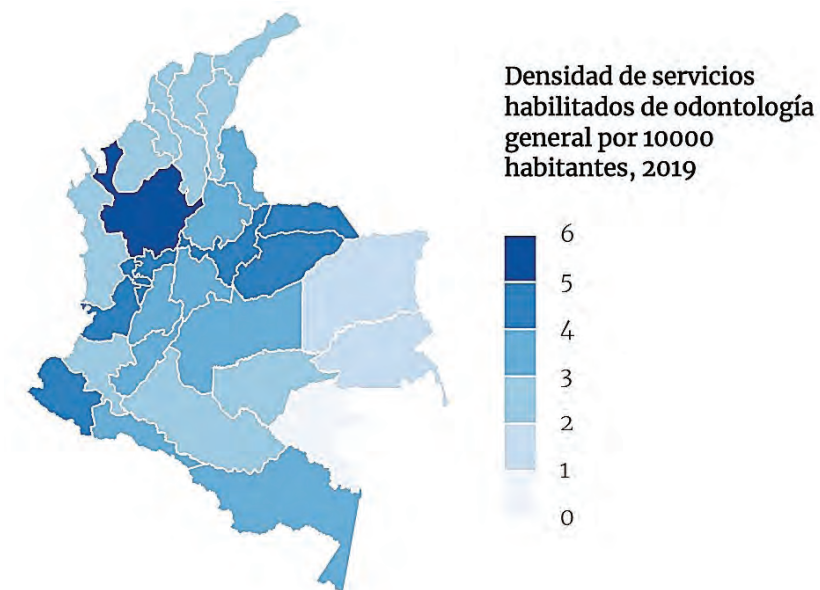 Densidad de servicios
habilitados de odontología
general por 10000
habitantes, 2019
6
5
4
3
2
1
0